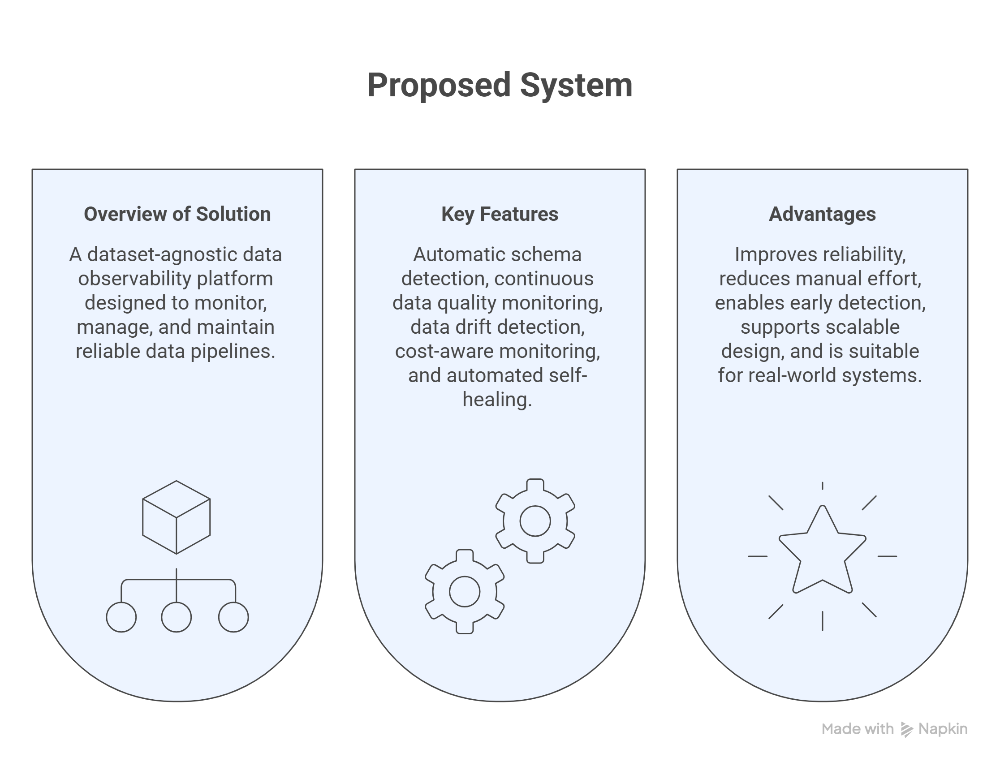 Proposed System
Overview of Solution
A dataset-agnostic data
observability platform
designed to monitor,
manage, and maintain
reliable data pipelines.
Key Features
Automatic schema
detection, continuous
data quality monitoring,
data drift detection,
cost-aware monitoring,
and automated self-
healing.
Advantages
Improves reliability,
reduces manual effort,
enables early detection,
supports scalable
design, and is suitable
for real-world systems.
Made with Napkin